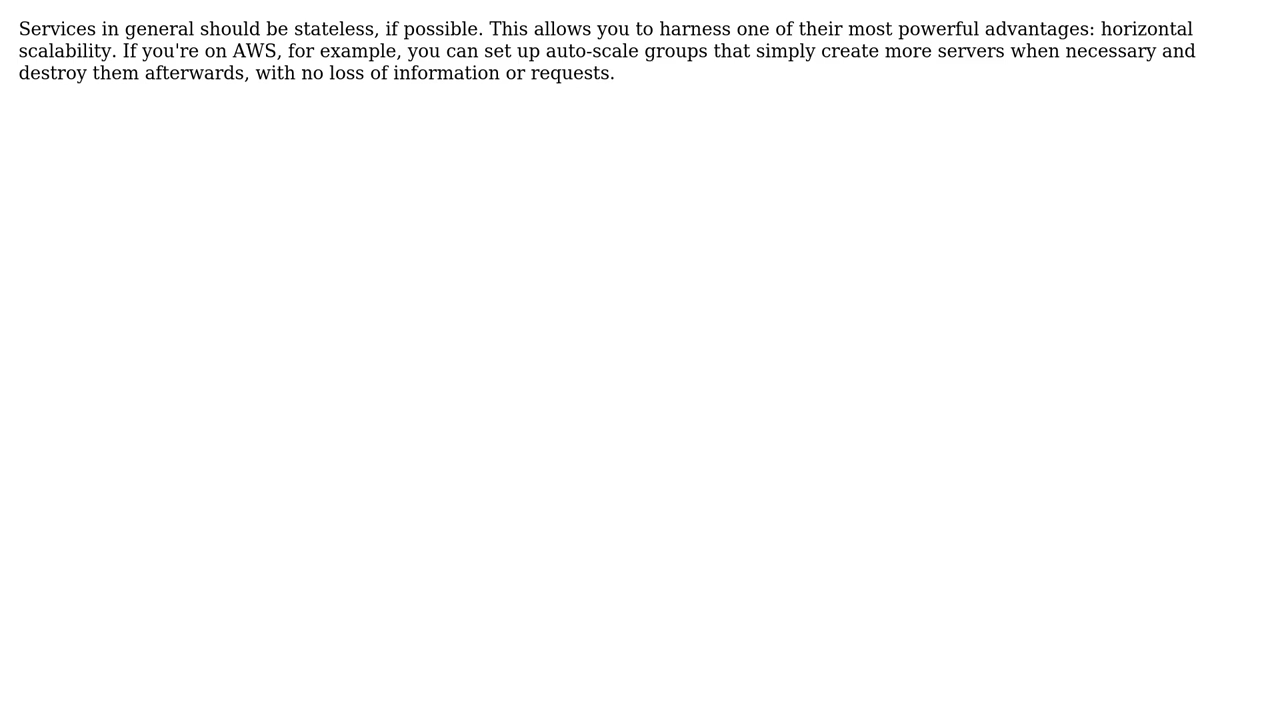 Services in general should be stateless, if possible. This allows you to harness one of their most powerful advantages: horizontal
scalability. If you're on AWS, for example, you can set up auto-scale groups that simply create more servers when necessary and
destroy them afterwards, with no loss of information or requests.